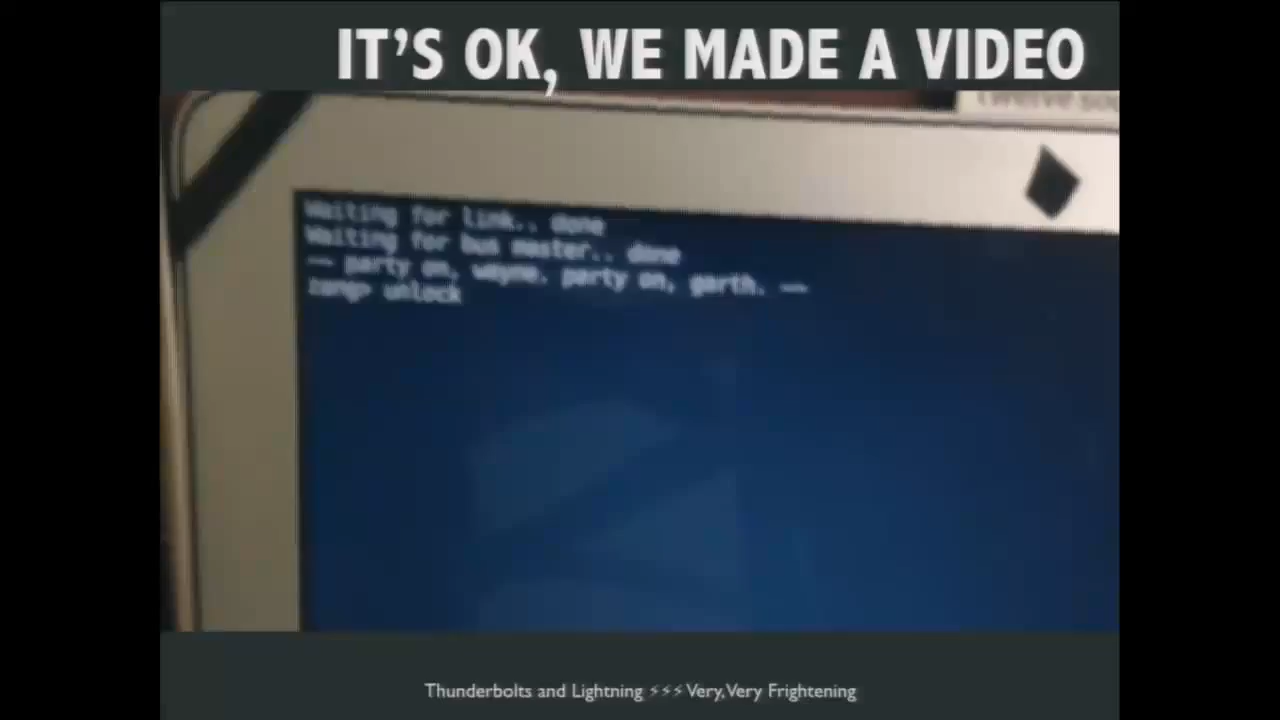 IT'S OK, WE MADE A VIDEO
twelve
Waiting for link.. done
Waiting for bus master.. done
-- party on, wayne. party on, garth. --
> unlock
Thunderbolts and Lightning ⚡⚡⚡ Very, Very Frightening